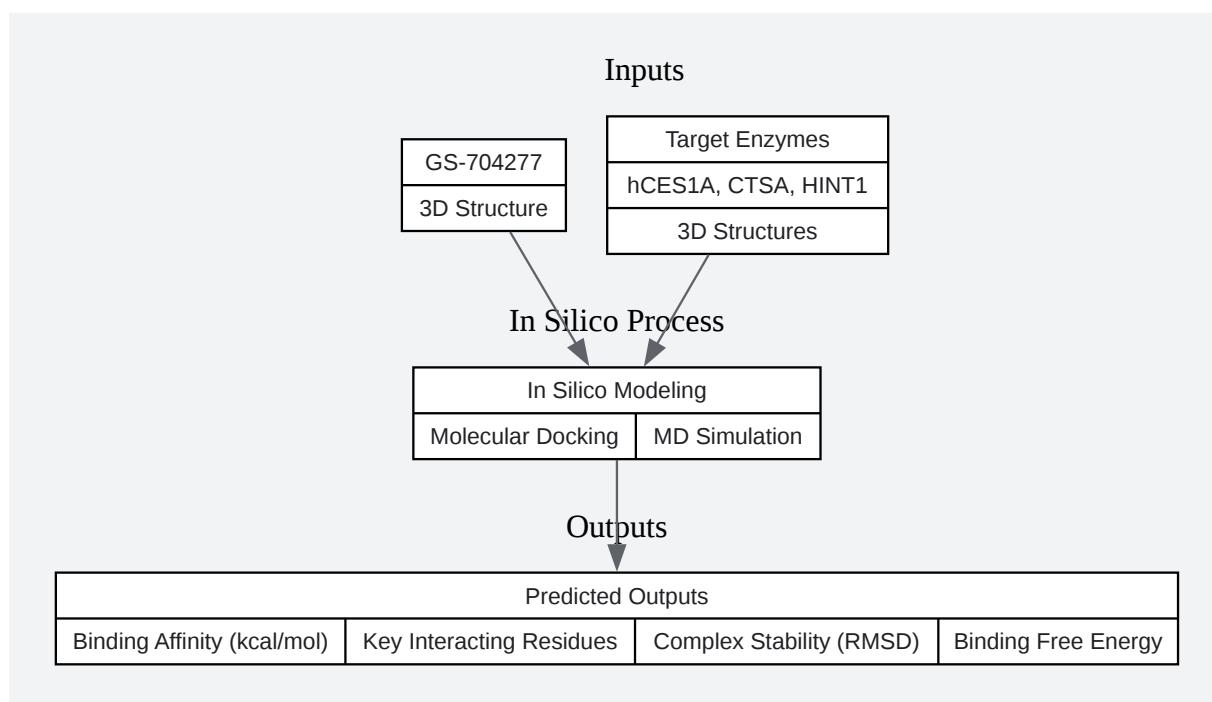 Inputs
GS-704277
3D Structure
Target Enzymes
hCES1A, CTSA, HINT1
3D Structures
In Silico Process
In Silico Modeling
Molecular Docking
MD Simulation
Outputs
Predicted Outputs
Binding Affinity (kcal/mol)
Key Interacting Residues
Complex Stability (RMSD)
Binding Free Energy